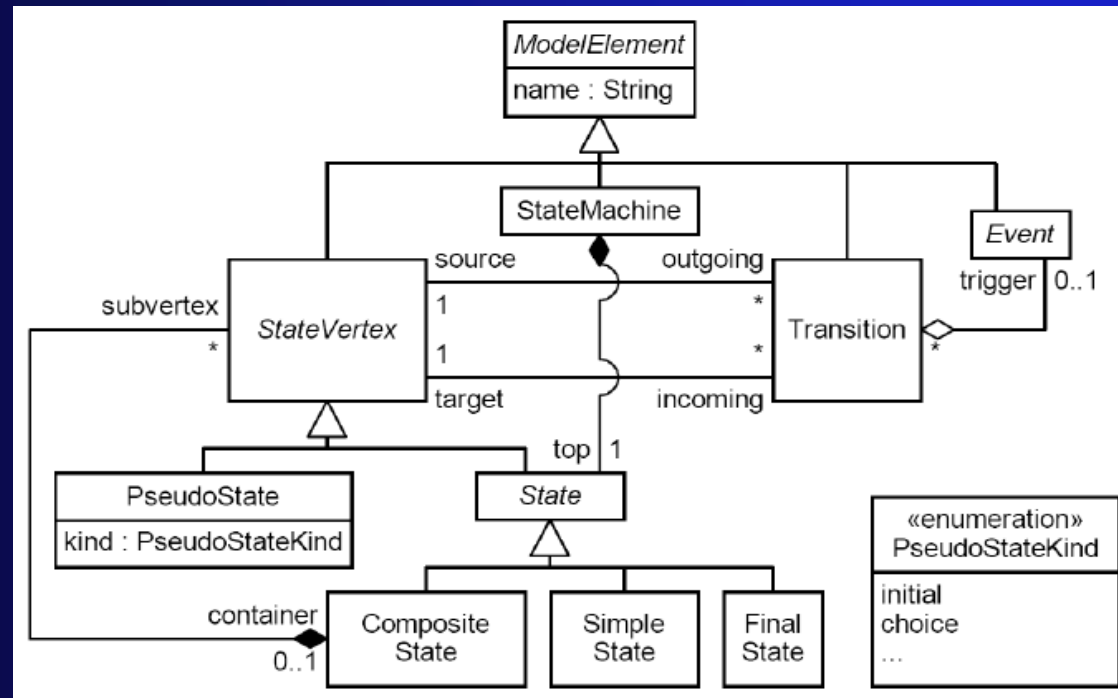 ModelElement
name : String
StateMachine
Event
source
outgoing
trigger
0..1
subvertex
1
*
StateVertex
Transition
*
1
*
*
target
incoming
top
1
PseudoState
State
kind : PseudoStateKind
«enumeration»
PseudoStateKind
initial
choice
...
container
0..1
Composite
State
Simple
State
Final
State